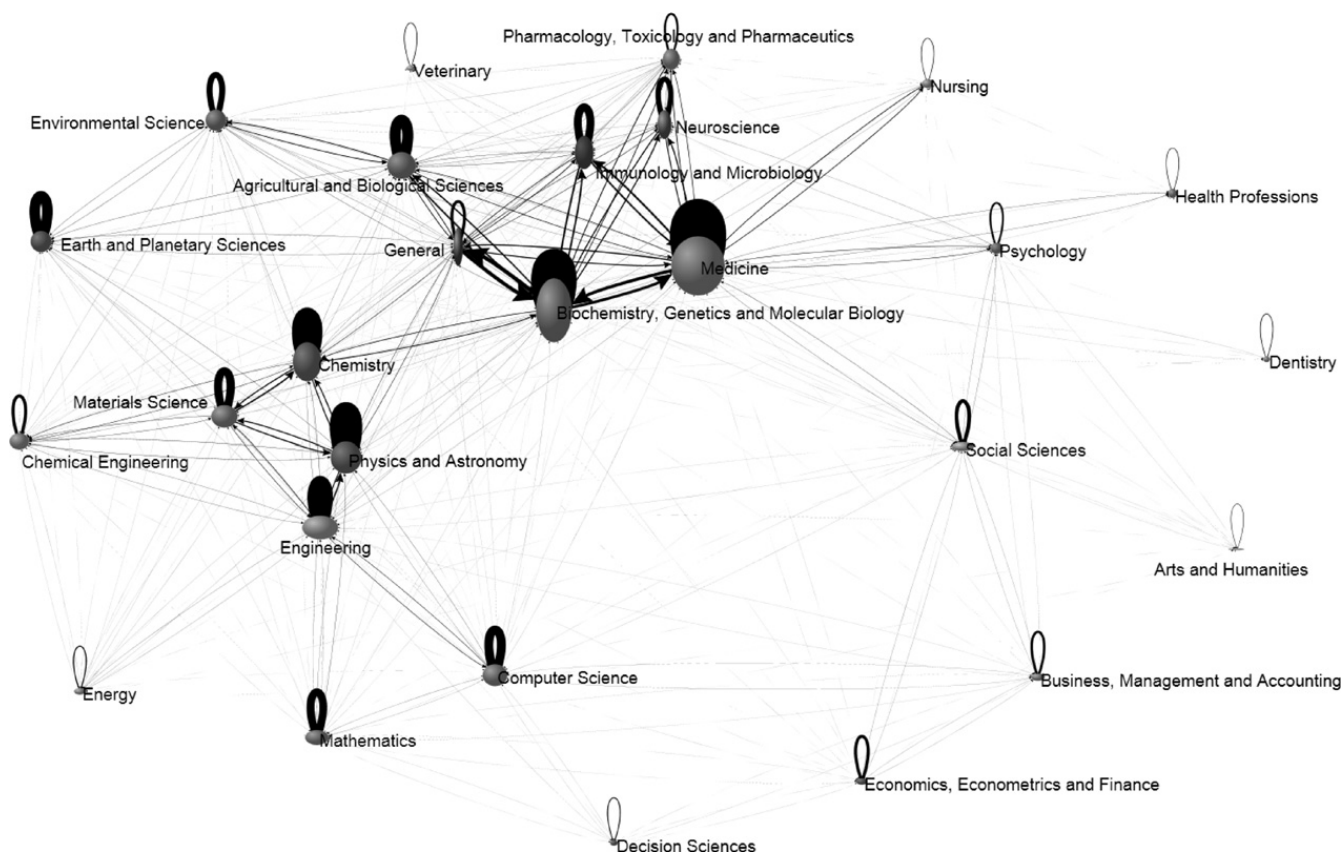 Pharmacology, Toxicology and Pharmaceutics
Veterinary
Nursing
Environmental Science
Neuroscience
Immunology and Microbiology
Agricultural and Biological Sciences
Health Professions
Earth and Planetary Sciences
General
Psychology
Medicine
Biochemistry, Genetics and Molecular Biology
Chemistry
Dentistry
Materials Science
Social Sciences
Chemical Engineering
Physics and Astronomy
Engineering
Arts and Humanities
Computer Science
Business, Management and Accounting
Energy
Mathematics
Economics, Econometrics and Finance
Decision Sciences